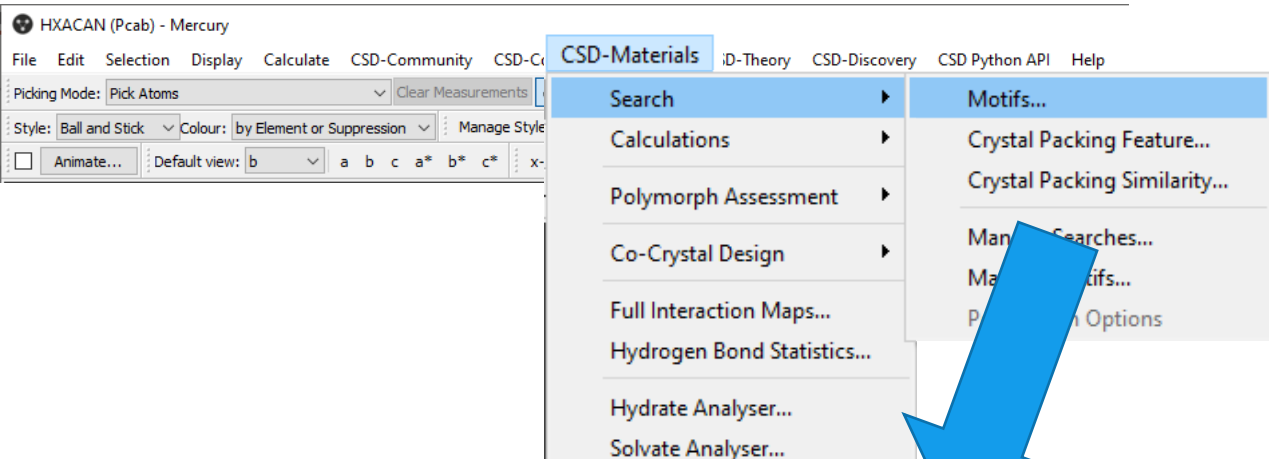 HXACAN (Pcab) - Mercury
File Edit Selection Display Calculate CSD-Community CSD-Materials CSD-Discovery CSD Python API Help
Picking Mode: Pick Atoms Clear Measurements
Style: Ball and Stick Colour: by Element or Suppression Manage Style
Animate... Default view: b a b c a* b* c* x-
Search
Calculations
Polymorph Assessment
Co-Crystal Design
Full Interaction Maps...
Hydrogen Bond Statistics...
Hydrate Analyser...
Solvate Analyser...
Motifs...
Crystal Packing Feature...
Crystal Packing Similarity...
Searches...
Options